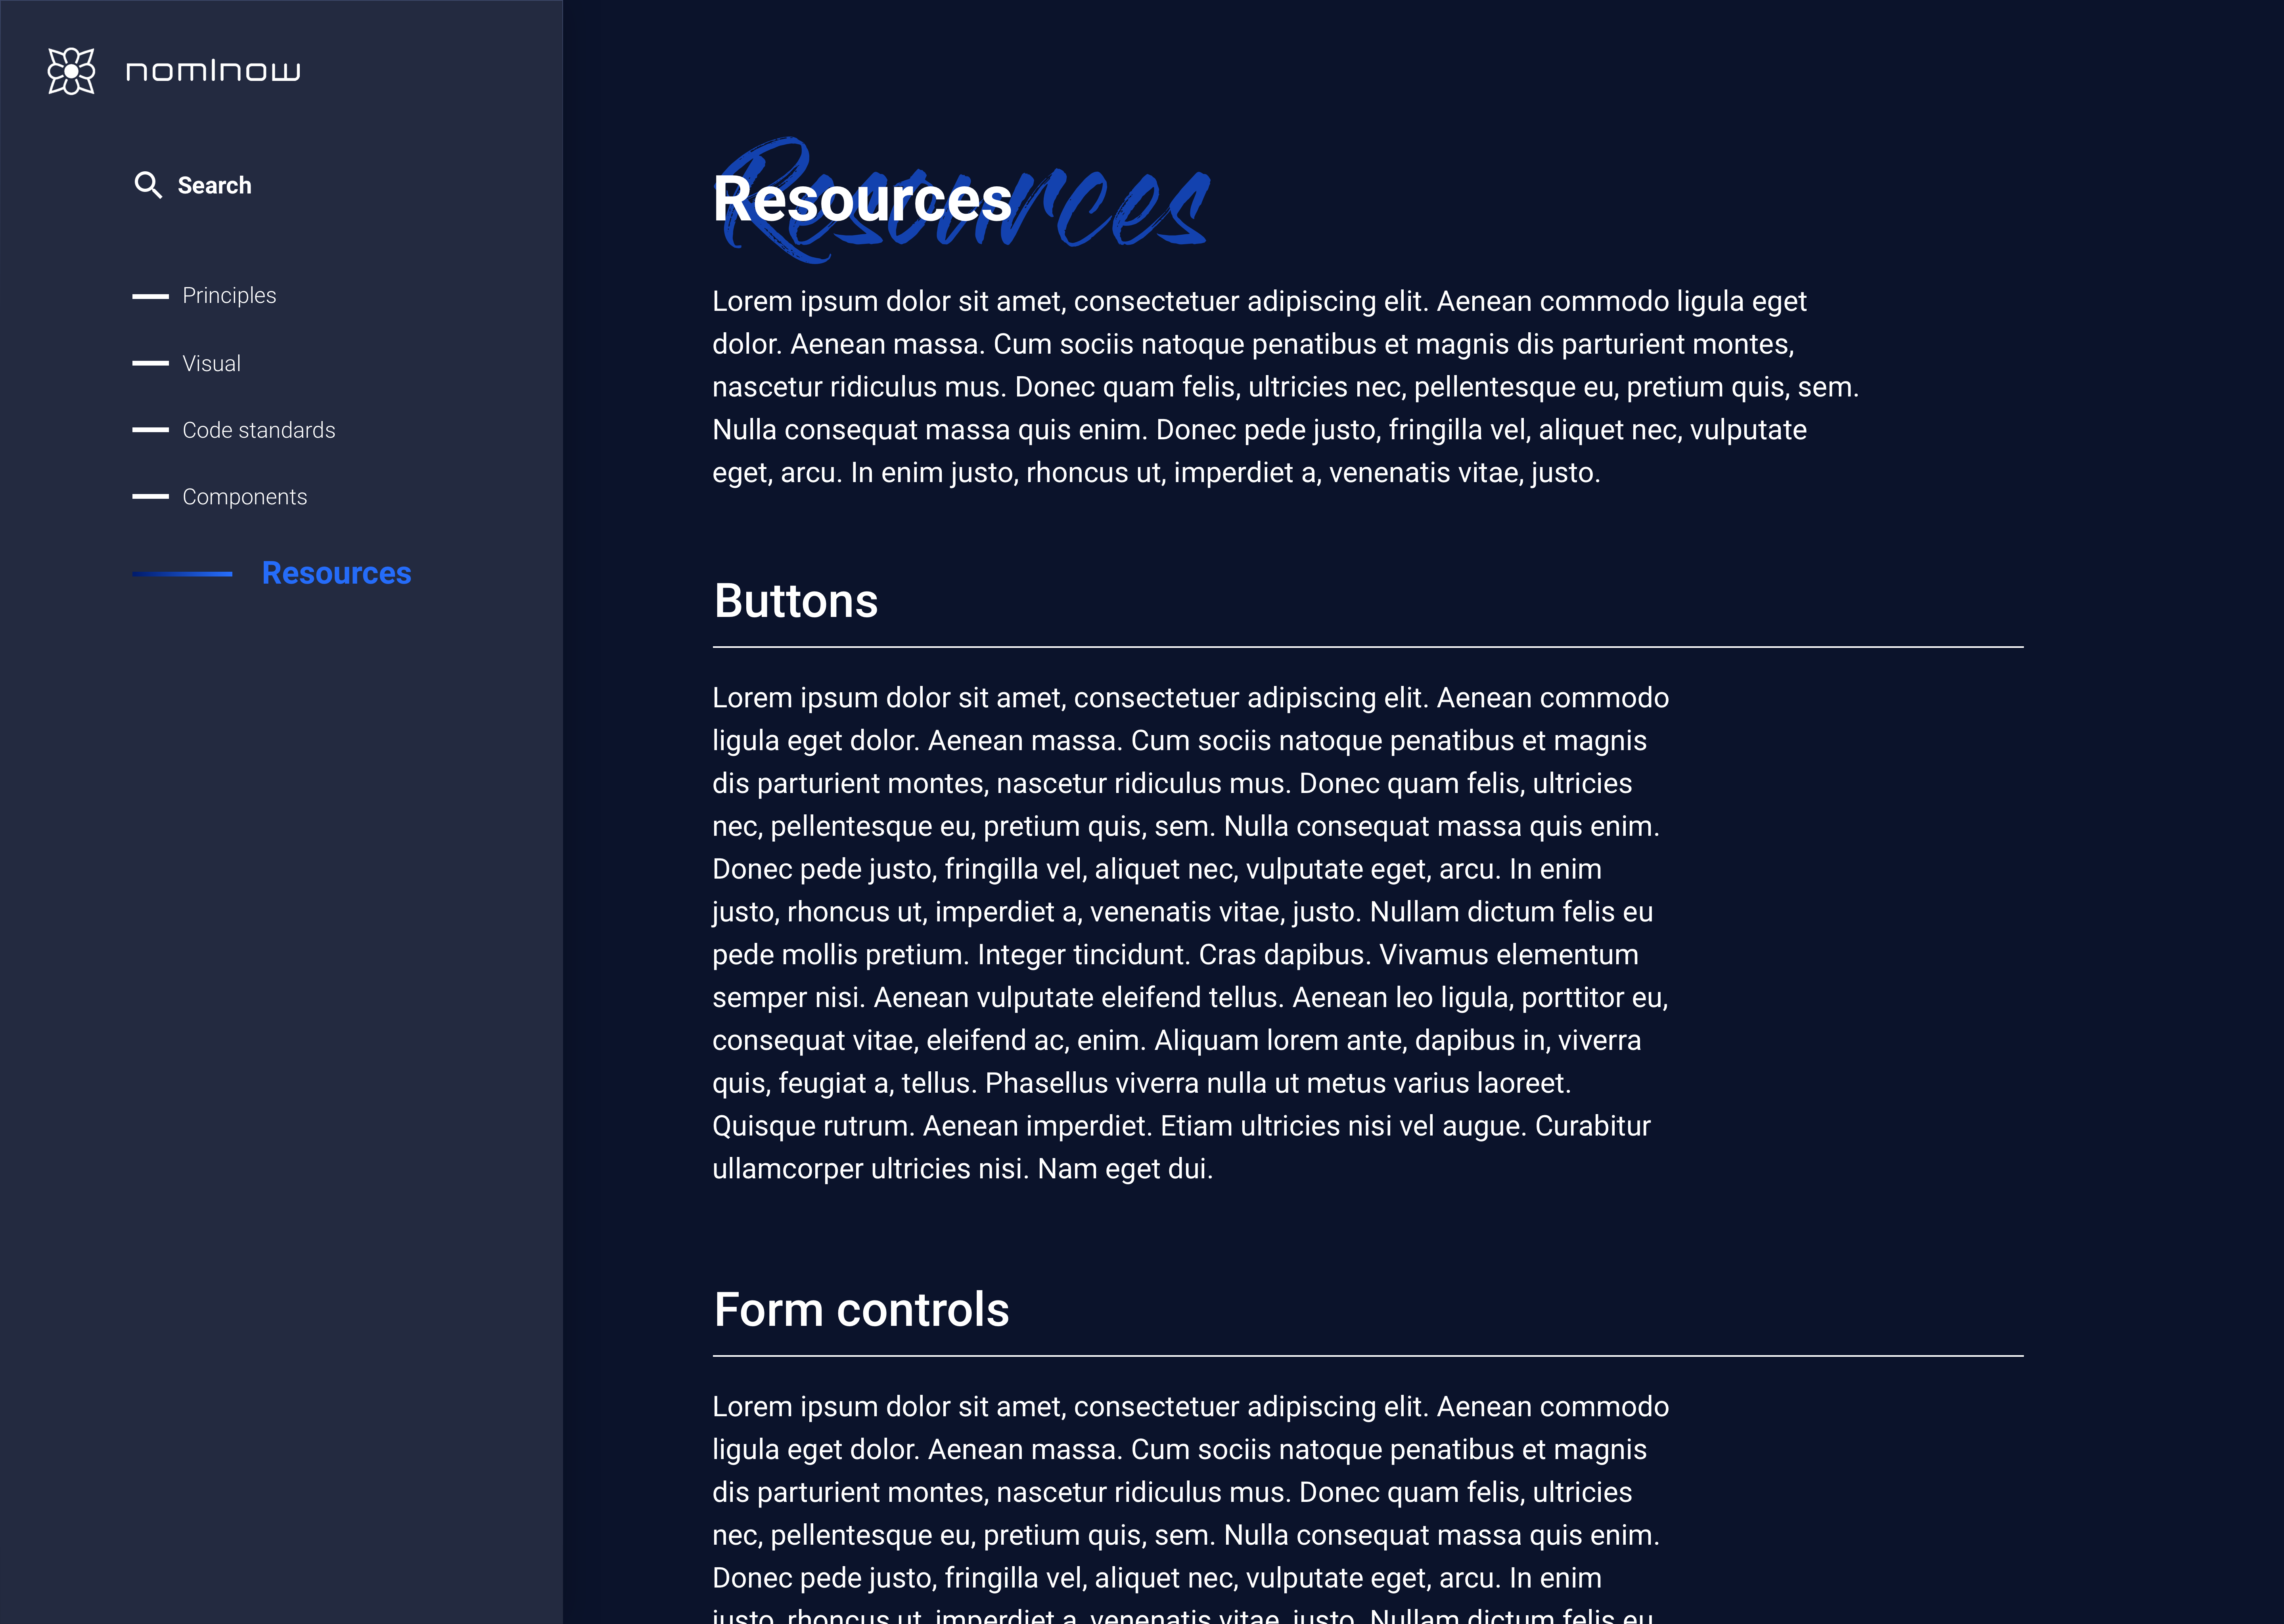 nomnow
Search
Principles
Visual
Code standards
Components
Resources
Resources
Resources
Lorem ipsum dolor sit amet, consectetuer adipiscing elit. Aenean commodo ligula eget
dolor. Aenean massa. Cum sociis natoque penatibus et magnis dis parturient montes,
nascetur ridiculus mus. Donec quam felis, ultricies nec, pellentesque eu, pretium quis, sem.
Nulla consequat massa quis enim. Donec pede justo, fringilla vel, aliquet nec, vulputate
eget, arcu. In enim justo, rhoncus ut, imperdiet a, venenatis vitae, justo.
Buttons
Lorem ipsum dolor sit amet, consectetuer adipiscing elit. Aenean commodo
ligula eget dolor. Aenean massa. Cum sociis natoque penatibus et magnis
dis parturient montes, nascetur ridiculus mus. Donec quam felis, ultricies
nec, pellentesque eu, pretium quis, sem. Nulla consequat massa quis enim.
Donec pede justo, fringilla vel, aliquet nec, vulputate eget, arcu. In enim
justo, rhoncus ut, imperdiet a, venenatis vitae, justo. Nullam dictum felis eu
pede mollis pretium. Integer tincidunt. Cras dapibus. Vivamus elementum
semper nisi. Aenean vulputate eleifend tellus. Aenean leo ligula, porttitor eu,
consequat vitae, eleifend ac, enim. Aliquam lorem ante, dapibus in, viverra
quis, feugiat a, tellus. Phasellus viverra nulla ut metus varius laoreet.
Quisque rutrum. Aenean imperdiet. Etiam ultricies nisi vel augue. Curabitur
ullamcorper ultricies nisi. Nam eget dui.
Form controls
Lorem ipsum dolor sit amet, consectetuer adipiscing elit. Aenean commodo
ligula eget dolor. Aenean massa. Cum sociis natoque penatibus et magnis
dis parturient montes, nascetur ridiculus mus. Donec quam felis, ultricies
nec, pellentesque eu, pretium quis, sem. Nulla consequat massa quis enim.
Donec pede justo, fringilla vel, aliquet nec, vulputate eget, arcu. In enim
justo, rhoncus ut, imperdiet a, venenatis vitae, justo. Nullam dictum felis eu